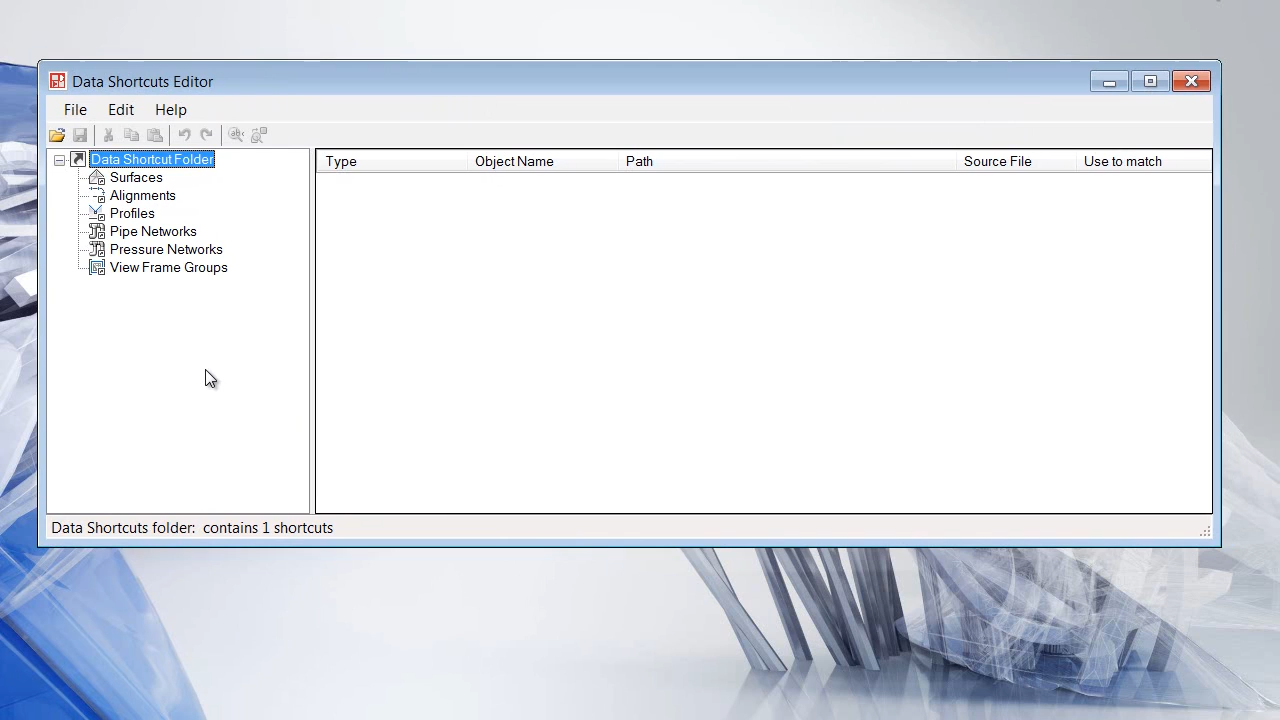 Data Shortcuts Editor
File Edit Help
Data Shortcut Folder
Surfaces
Alignments
Profiles
Pipe Networks
Pressure Networks
View Frame Groups
Type Object Name Path Source File Use to match
Data Shortcuts folder: contains 1 shortcuts